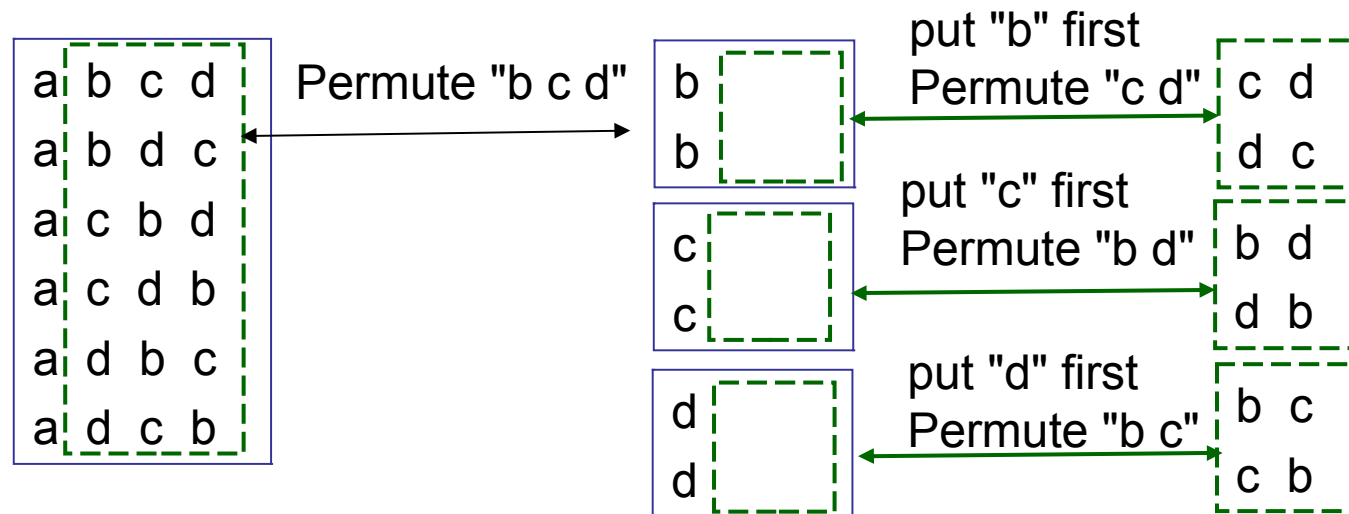 a b c d
a b d c
a c b d
a c d b
a d b c
a d c b
Permute "b c d"
b
b
put "b" first
Permute "c d"
c d
d c
c
c
put "c" first
Permute "b d"
b d
d b
d
d
put "d" first
Permute "b c"
b c
c b